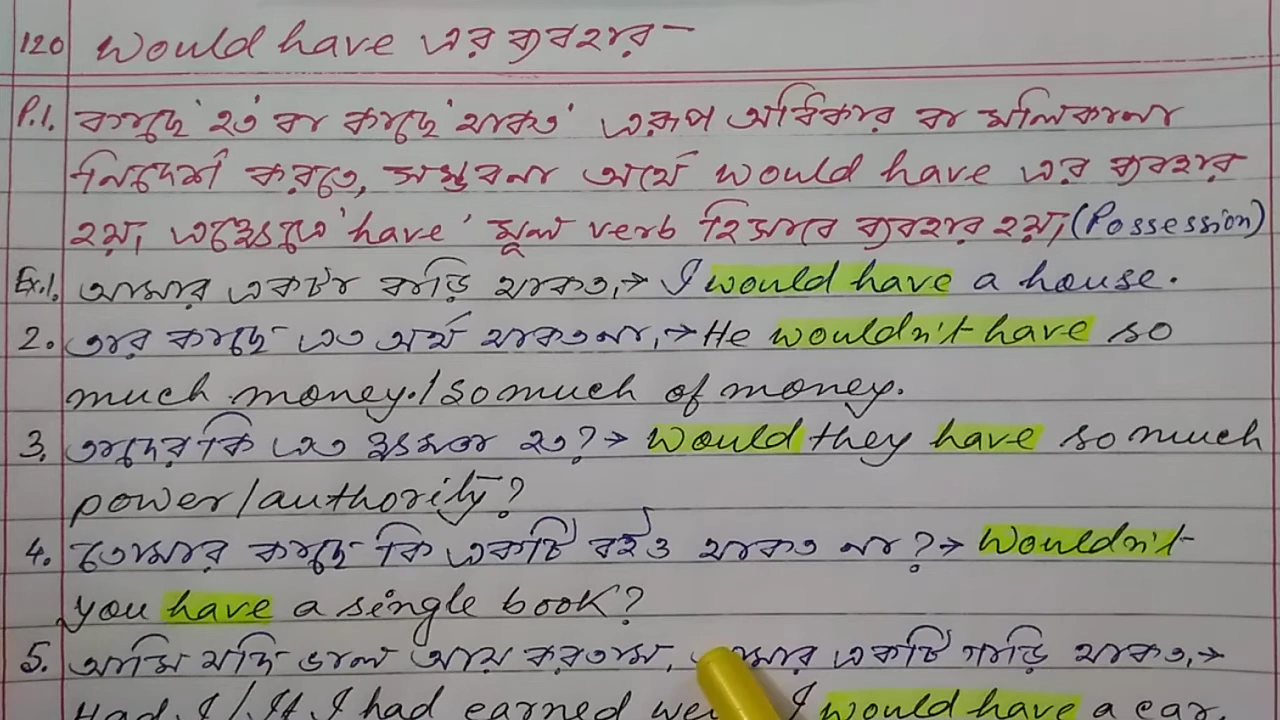 120 Would have এর ব্যবহার—
P.1. 'কাছে' হত বা কাছে থাকত' এরূপ অধিকার বা মালিকানা
নির্দেশ করতে, সম্ভাবনা অর্থে would have এর ব্যবহার
হয়, এক্ষেত্রে 'have' মূল verb হিসাবে ব্যবহার হয়, (Possession)
Ex.1. আমার একটা বাড়ি থাকত,→ I would have a house.
2. তার কাছে এত অর্থ থাকত না,→ He wouldn't have so
much money./so much of money.
3. তাদের কি এত ক্ষমতা হত?→ Would they have so much
power/authority?
4. তোমার কাছে কি একটি বইও থাকত না?→ Wouldn't
you have a single book?
5. আমি যদি ভাল আয় করতাম, আমার একটি গাড়ি থাকত,→
Had I/If I had earned I would have a car.